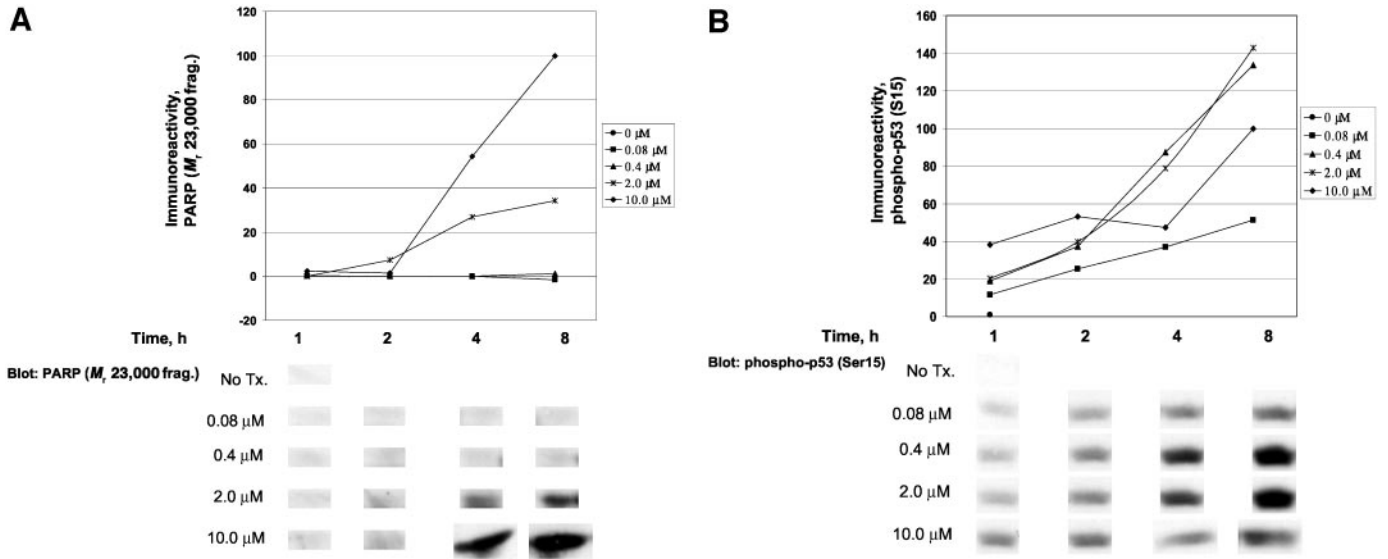 A
Immunoreactivity,
PARP (Mr 23,000 frag.)
120
100
80
60
40
20
0
-20
0 µM
0.08 µM
0.4 µM
2.0 µM
10.0 µM
Time, h 1 2 4 8
Blot: PARP (Mr 23,000 frag.)
No Tx.
0.08 µM
0.4 µM
2.0 µM
10.0 µM
B
Immunoreactivity,
phospho-p53 (S15)
160
140
120
100
80
60
40
20
0
0 µM
0.08 µM
0.4 µM
2.0 µM
10.0 µM
Time, h 1 2 4 8
Blot: phospho-p53 (Ser15)
No Tx.
0.08 µM
0.4 µM
2.0 µM
10.0 µM